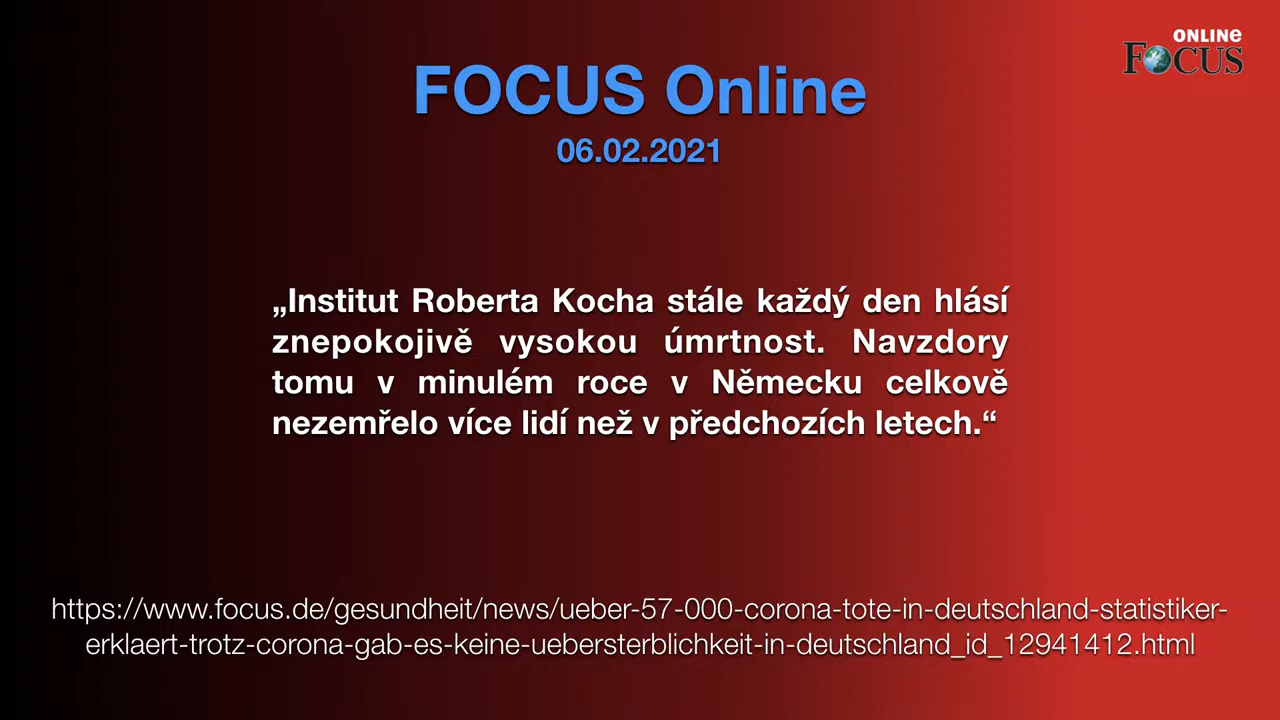 ONLINE
FOCUS
FOCUS Online
06.02.2021
„Institut Roberta Kocha stále každý den hlásí
znepokojivě vysokou úmrtnost. Navzdory
tomu v minulém roce v Německu celkově
nezemřelo více lidí než v předchozích letech.“
https://www.focus.de/gesundheit/news/ueber-57-000-corona-tote-in-deutschland-statistiker-
erklaert-trotz-corona-gab-es-keine-uebersterblichkeit-in-deutschland_id_12941412.html